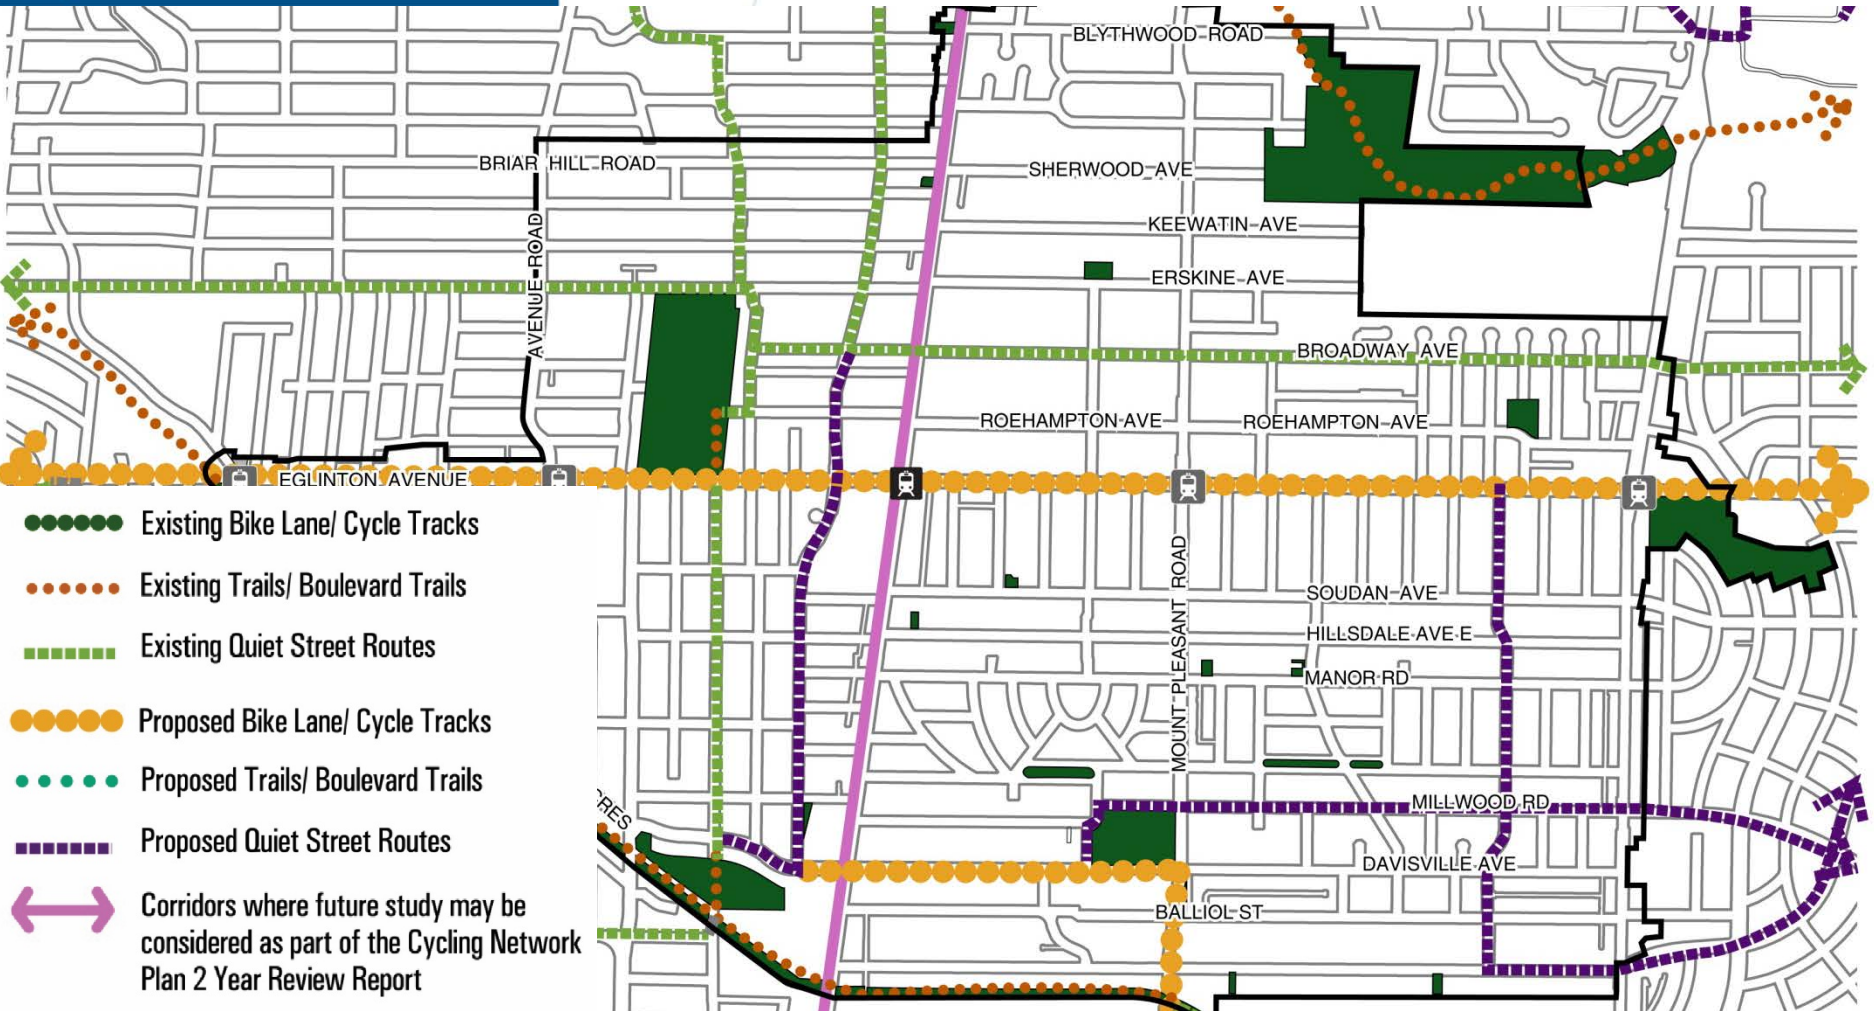 BLYTHWOOD ROAD
BRIAR HILL ROAD
SHERWOOD AVE
KEEWATIN AVE
AVENUE ROAD
ERSKINE AVE
BROADWAY AVE
ROEHAMPTON AVE
ROEHAMPTON AVE
EGLINTON AVENUE
Existing Bike Lane/ Cycle Tracks
Existing Trails/ Boulevard Trails
Existing Quiet Street Routes
Proposed Bike Lane/ Cycle Tracks
Proposed Trails/ Boulevard Trails
Proposed Quiet Street Routes
Corridors where future study may be
considered as part of the Cycling Network
Plan 2 Year Review Report
MOUNT PLEASANT ROAD
SOUDAN AVE
HILLSDALE AVE E
MANOR RD
MILLWOOD RD
DAVISVILLE AVE
BALLIOL ST